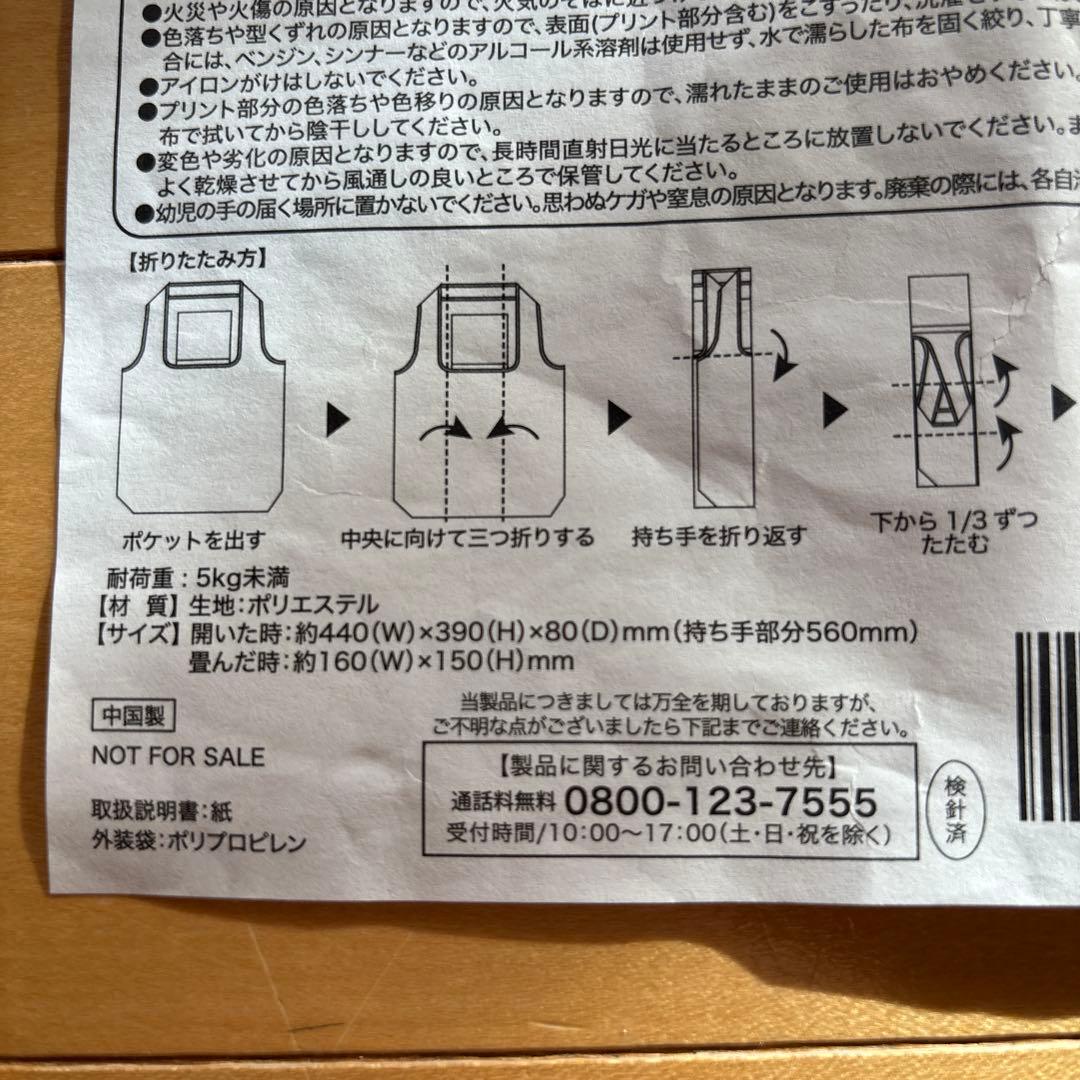 ●火災や火傷の原因となりますので、火気のそばに近づ
●色落ちや型くずれの原因となりますので、表面(プリント部分含む)をこすったり、洗濯
合には、ベンジン、シンナーなどのアルコール系溶剤は使用せず、水で濡らした布を固く絞り、丁寧
●アイロンがけはしないでください。
●プリント部分の色落ちや色移りの原因となりますので、濡れたままのご使用はおやめください。
布で拭いてから陰干ししてください。
●変色や劣化の原因となりますので、長時間直射日光に当たるところに放置しないでください。ま
よく乾燥させてから風通しの良いところで保管してください。
●幼児の手の届く場所に置かないでください。思わぬケガや窒息の原因となります。廃棄の際には、各自治
【折りたたみ方】
ポケットを出す
中央に向けて三つ折りする
持ち手を折り返す
下から1/3ずつ
たたむ
耐荷重：5kg未満
【材 質】生地：ポリエステル
【サイズ】開いた時：約440(W)×390(H)×80(D)mm(持ち手部分560mm)
畳んだ時：約160(W)×150(H)mm
中国製
NOT FOR SALE
取扱説明書：紙
外装袋：ポリプロピレン
当製品につきましては万全を期しておりますが、
ご不明な点がございましたら下記までご連絡ください。
【製品に関するお問い合わせ先】
通話料無料 0800-123-7555
受付時間/10:00〜17:00(土・日・祝を除く)
検針済